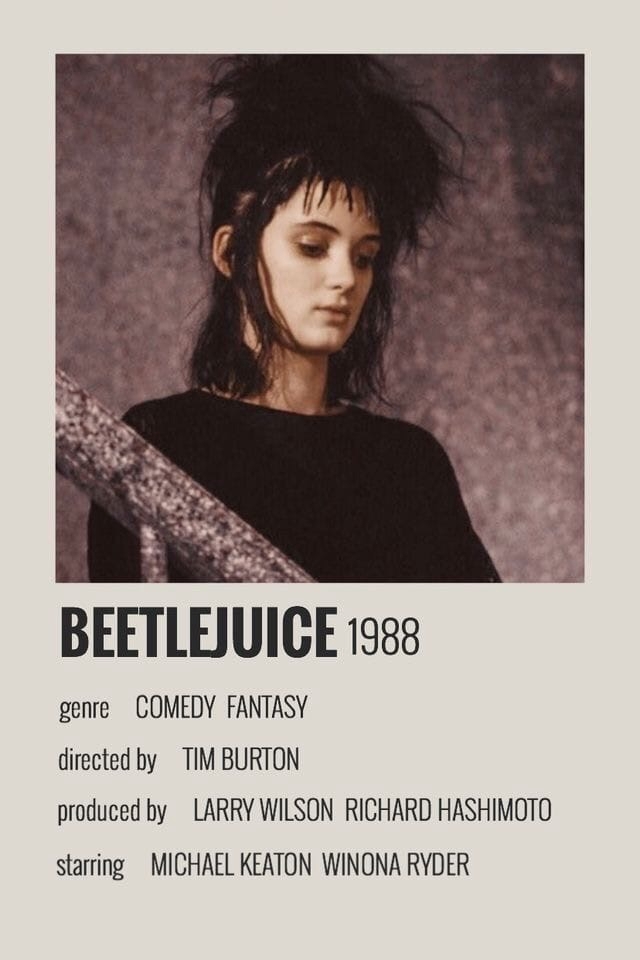 BEETLEJUICE 1988
genre COMEDY FANTASY
directed by TIM BURTON
produced by LARRY WILSON RICHARD HASHIMOTO
starring MICHAEL KEATON WINONA RYDER